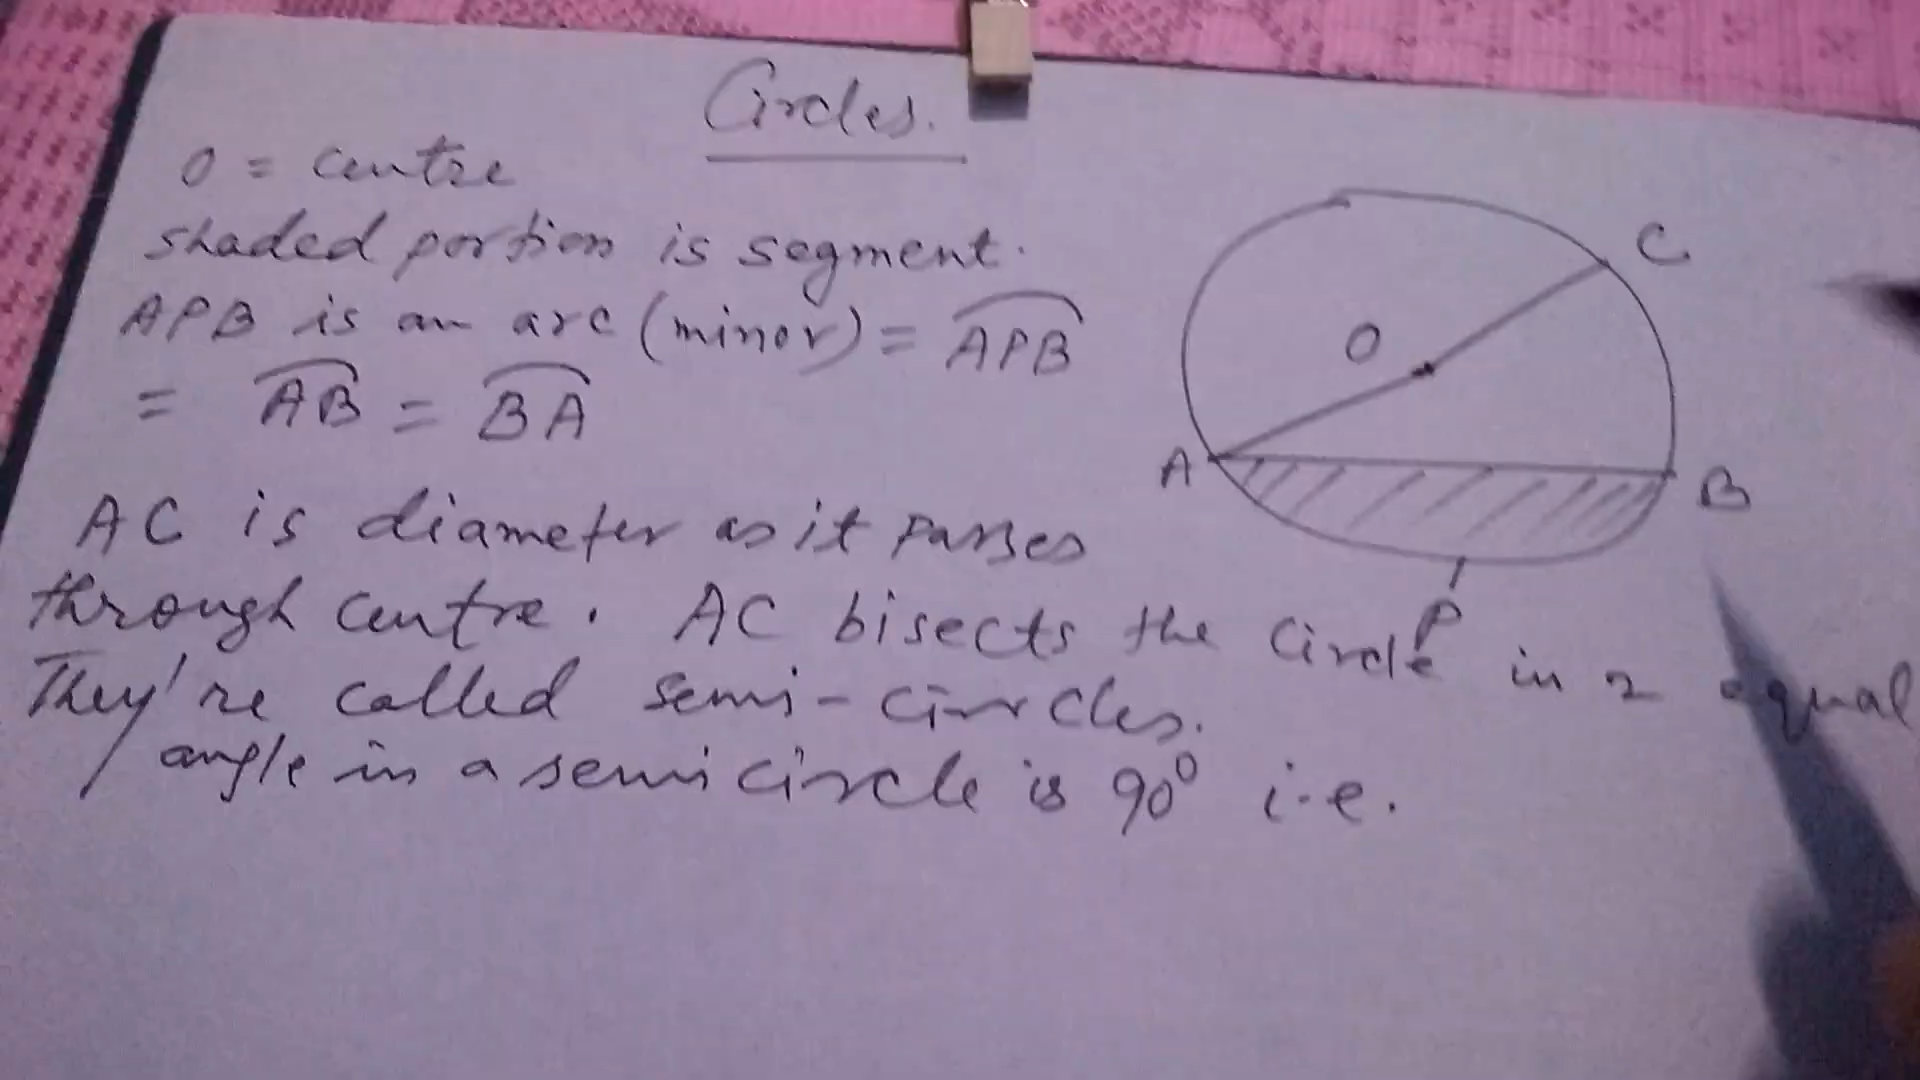 Circles.
O = centre
shaded portion is segment.
APB is an arc (minor) = APB
= AB = BA
AC is diameter as it passes
through centre. AC bisects the Circle in 2 equal
They're called semi-circles.
angle in a semicircle is 90° i.e.
C
O
A
B
P